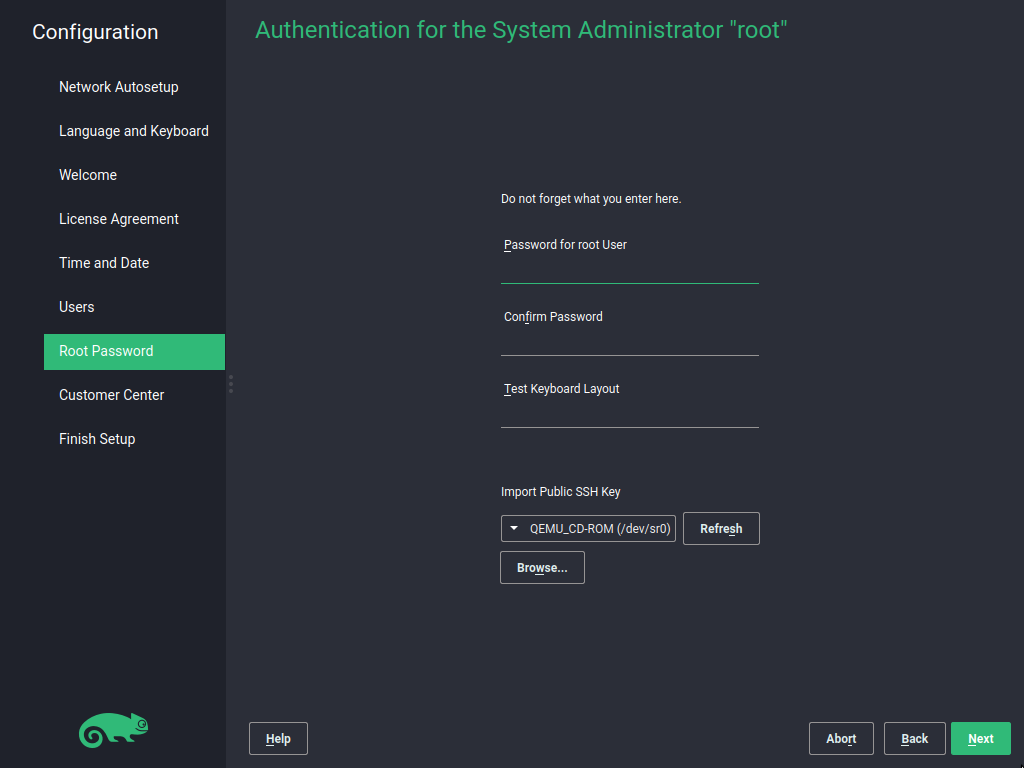 Configuration
Network Autosetup
Language and Keyboard
Welcome
License Agreement
Time and Date
Users
Root Password
Customer Center
Finish Setup
Authentication for the System Administrator "root"
Do not forget what you enter here.
Password for root User
Confirm Password
Test Keyboard Layout
Import Public SSH Key
QEMU_CD-ROM (/dev/sr0) Refresh
Browse...
Help Abort Back Next